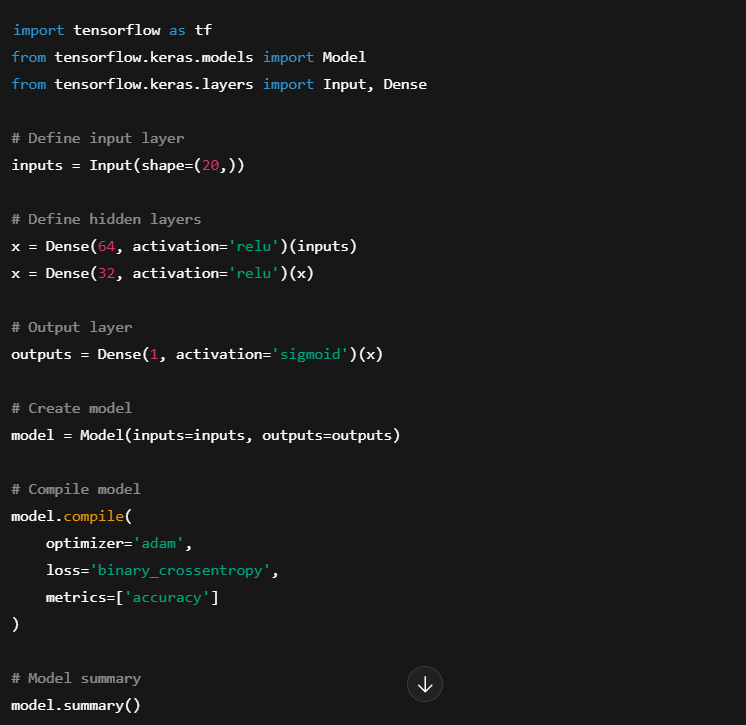 import tensorflow as tf
from tensorflow.keras.models import Model
from tensorflow.keras.layers import Input, Dense

# Define input layer
inputs = Input(shape=(20,))

# Define hidden layers
x = Dense(64, activation='relu')(inputs)
x = Dense(32, activation='relu')(x)

# Output layer
outputs = Dense(1, activation='sigmoid')(x)

# Create model
model = Model(inputs=inputs, outputs=outputs)

# Compile model
model.compile(
    optimizer='adam',
    loss='binary_crossentropy',
    metrics=['accuracy']
)

# Model summary
model.summary()